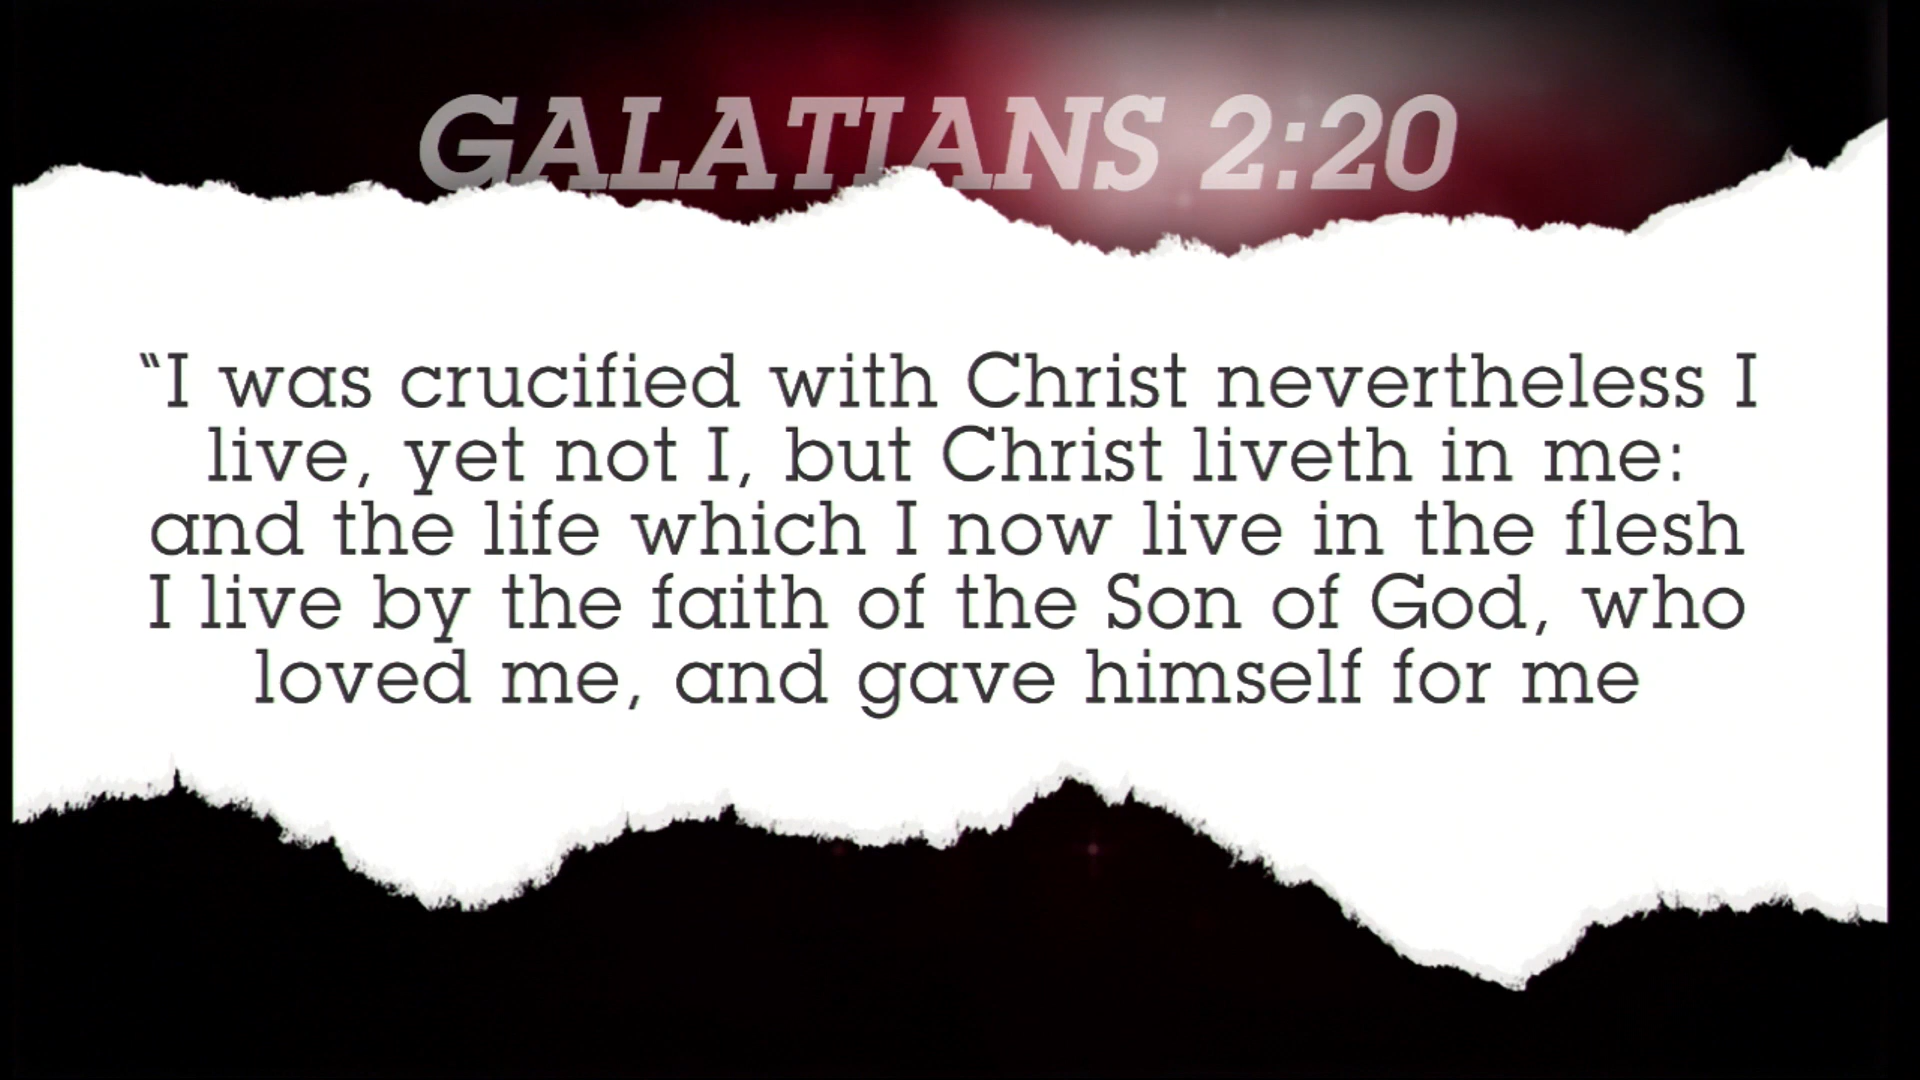 GALATIANS 2:20
“I was crucified with Christ nevertheless I
live, yet not I, but Christ liveth in me:
and the life which I now live in the flesh
I live by the faith of the Son of God, who
loved me, and gave himself for me